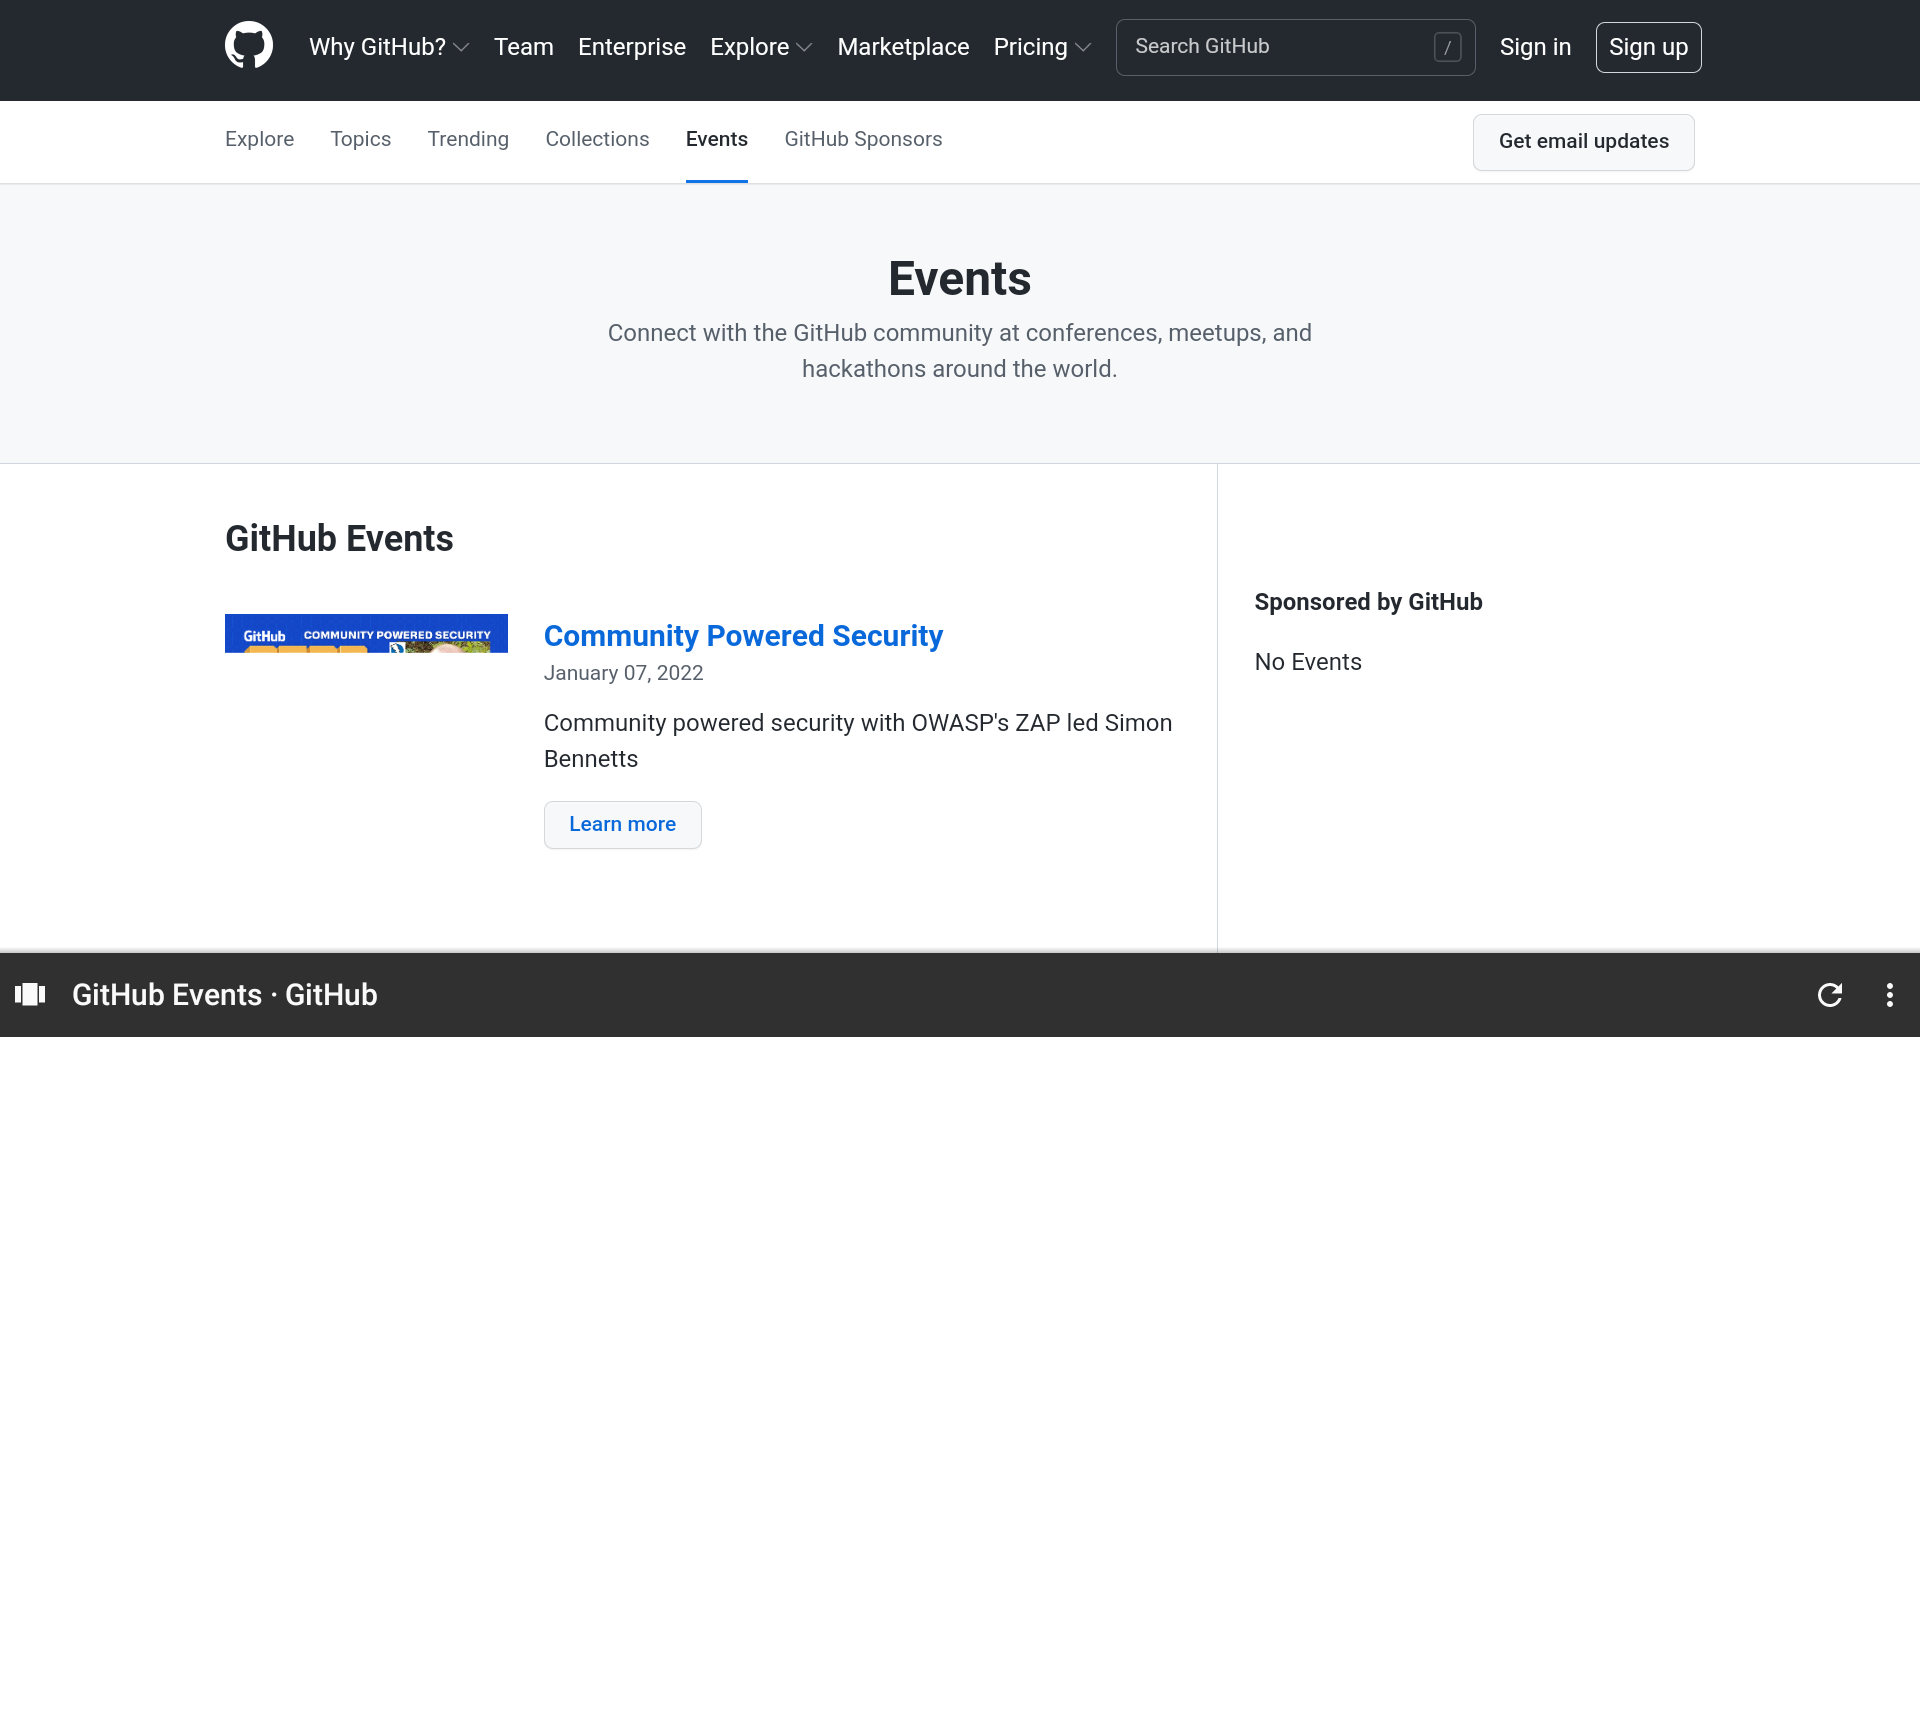 Why GitHub? Team Enterprise Explore Marketplace Pricing Search GitHub / Sign in Sign up
Explore Topics Trending Collections Events GitHub Sponsors Get email updates
Events
Connect with the GitHub community at conferences, meetups, and
hackathons around the world.
GitHub Events
GitHub COMMUNITY POWERED SECURITY
Community Powered Security
January 07, 2022
Community powered security with OWASP's ZAP led Simon
Bennetts
Learn more
Sponsored by GitHub
No Events
GitHub Events · GitHub